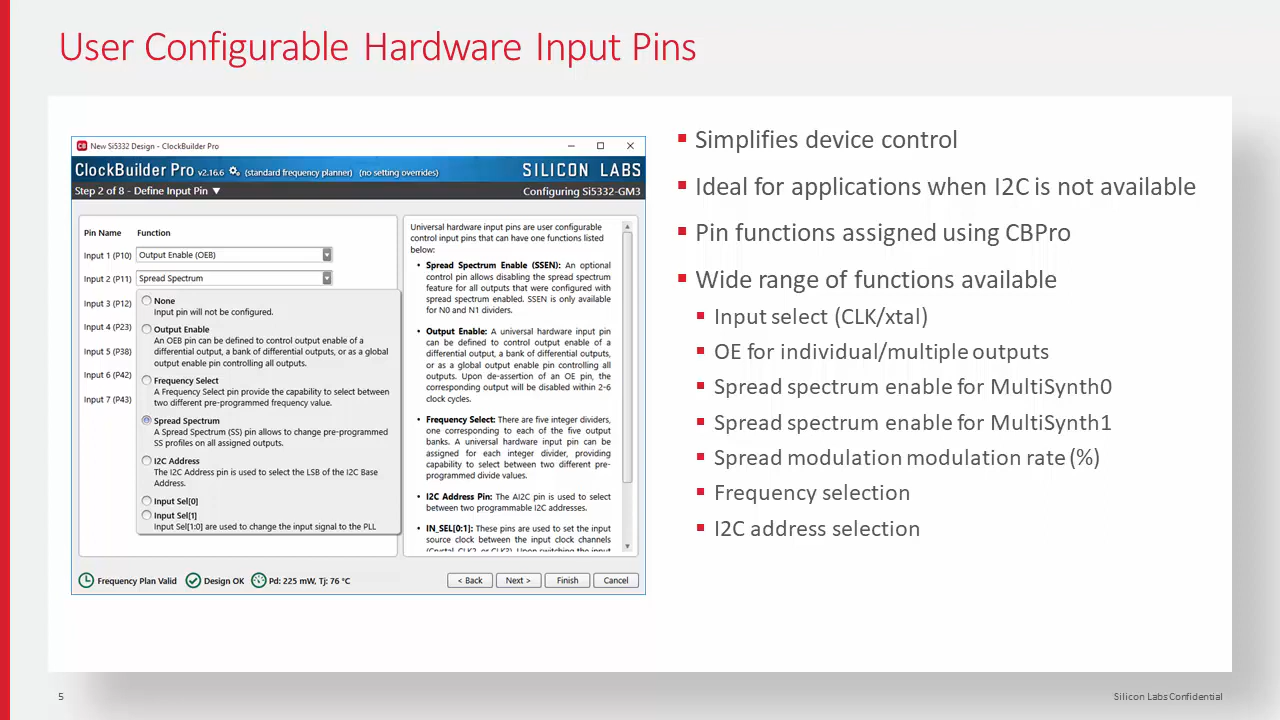 User Configurable Hardware Input Pins
New Si5332 Design - ClockBuilder Pro
ClockBuilder Pro v2.16.6 (standard frequency planner) (no setting overrides) SILICON LABS
Step 2 of 8 - Define Input Pin ▼ Configuring Si5332-GM3
Pin Name Function
Input 1 (P10) Output Enable (OEB)
Input 2 (P11) Spread Spectrum
Input 3 (P12)
Input 4 (P23)
Input 5 (P38)
Input 6 (P42)
Input 7 (P43)
None
Input pin will not be configured.
Output Enable
An OEB pin can be defined to control output enable of a
differential output, a bank of differential outputs, or as a global
output enable pin controlling all outputs.
Frequency Select
A Frequency Select pin provide the capability to select between
two different pre-programmed frequency value.
Spread Spectrum
A Spread Spectrum (SS) pin allows to change pre-programmed
SS profiles on all assigned outputs.
I2C Address
The I2C Address pin is used to select the LSB of the I2C Base
Address.
Input Sel[0]
Input Sel[1]
Input Sel[1:0] are used to change the input signal to the PLL
Universal hardware input pins are user configurable
control input pins that can have one functions listed
below:
• Spread Spectrum Enable (SSEN): An optional
control pin allows disabling the spread spectrum
feature for all outputs that were configured with
spread spectrum enabled. SSEN is only available
for N0 and N1 dividers.
• Output Enable: A universal hardware input pin
can be defined to control output enable of a
differential output, a bank of differential outputs,
or as a global output enable pin controlling all
outputs. Upon de-assertion of an OE pin, the
corresponding output will be disabled within 2-6
clock cycles.
• Frequency Select: There are five integer dividers,
one corresponding to each of the five output
banks. A universal hardware input pin can be
assigned for each integer divider, providing
capability to select between two different pre-
programmed divide values.
• I2C Address Pin: The AI2C pin is used to select
between two programmable I2C addresses.
• IN_SEL[0:1]: These pins are used to set the input
source clock between the input clock channels
(Crystal, CLK2, or CLK3). Upon switching the input
Frequency Plan Valid Design OK Pd: 225 mW, Tj: 76 °C < Back Next > Finish Cancel
▪ Simplifies device control
▪ Ideal for applications when I2C is not available
▪ Pin functions assigned using CBPro
▪ Wide range of functions available
▪ Input select (CLK/xtal)
▪ OE for individual/multiple outputs
▪ Spread spectrum enable for MultiSynth0
▪ Spread spectrum enable for MultiSynth1
▪ Spread modulation modulation rate (%)
▪ Frequency selection
▪ I2C address selection
5
Silicon Labs Confidential